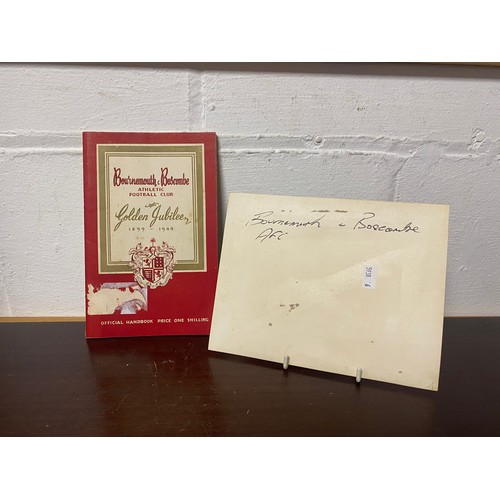 Bournemouth & Boscombe
ATHLETIC
FOOTBALL CLUB
Golden Jubilee
1899 - 1949
OFFICIAL HANDBOOK PRICE ONE SHILLING
Bournemouth & Boscombe
AFC